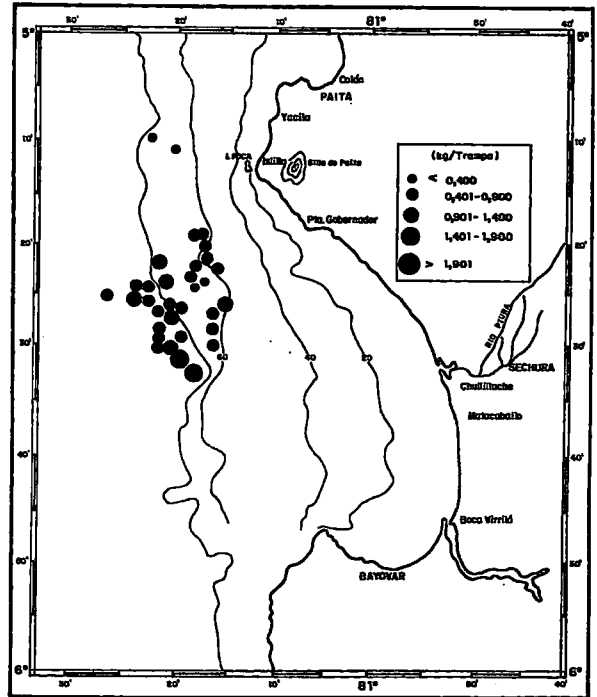 30' 20' 10' 81° 50' 40'
5° 5°
Colán
PAITA
Yacila
10' 10'
I. FOCA Islilla Silla de Paita
(kg/Trampa)
< 0,400
0,401-0,900
0,901-1,400
1,401-1,900
> 1,901
Pta. Gobernador
20' 20'
RIO PIURA
30' 60 40 20 30'
SECHURA
Chullillache
Matacaballo
40' 40'
Boca Virrilá
50' 50'
BAYOVAR
6° 6°
30' 20' 10' 81° 50' 40'